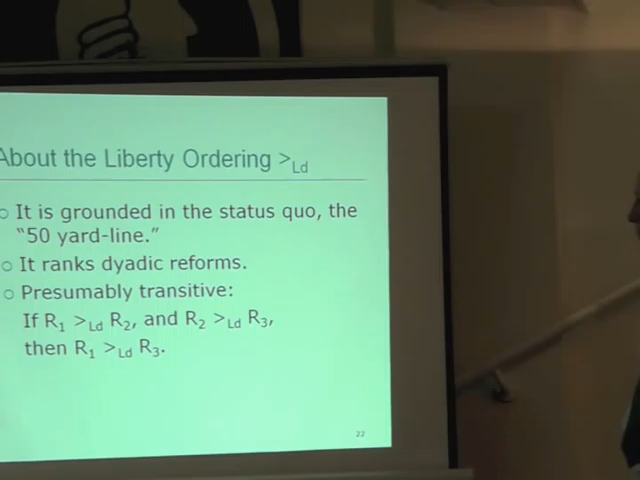 About the Liberty Ordering >Ld
○ It is grounded in the status quo, the
“50 yard-line.”
○ It ranks dyadic reforms.
○ Presumably transitive:
If R1 >Ld R2, and R2 >Ld R3,
then R1 >Ld R3.
22